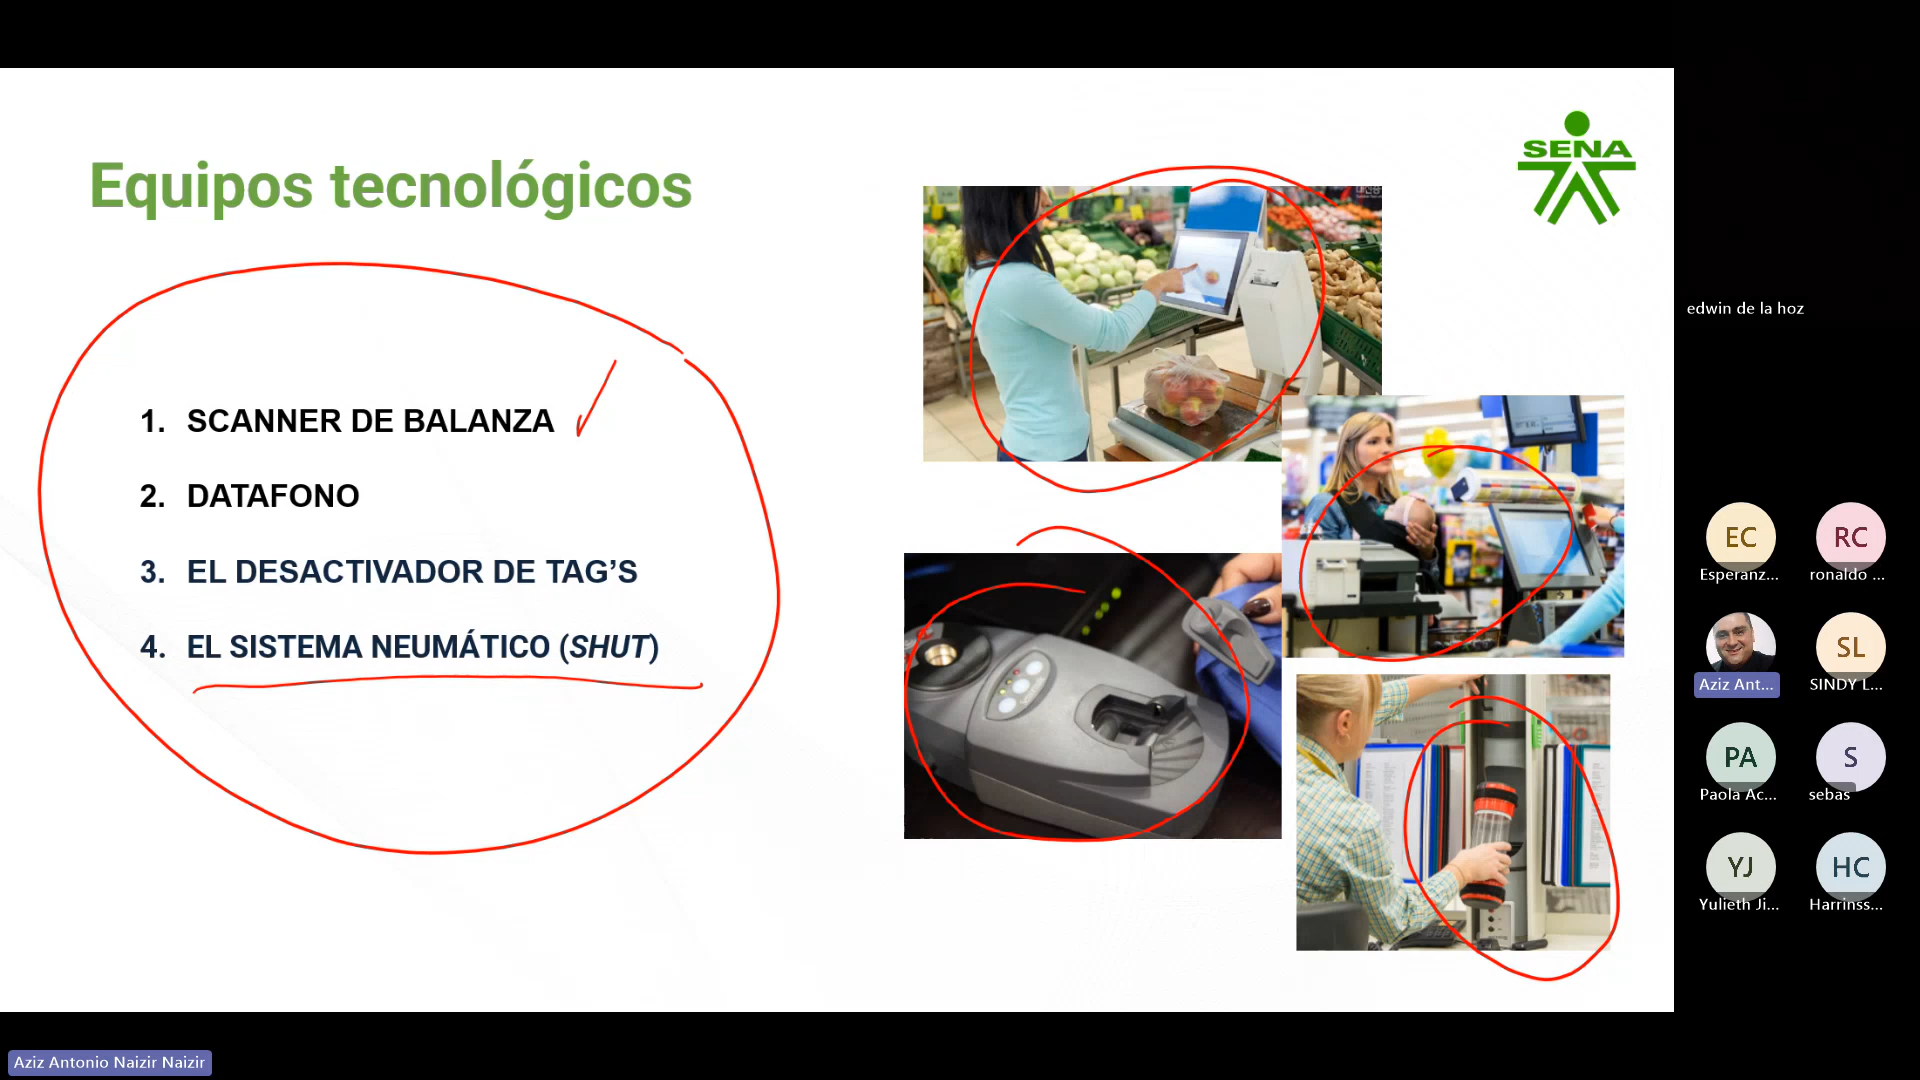 Equipos tecnológicos
SENA
1. SCANNER DE BALANZA
2. DATAFONO
3. EL DESACTIVADOR DE TAG’S
4. EL SISTEMA NEUMÁTICO (SHUT)
edwin de la hoz
EC
RC
Esperanz...
ronaldo ...
SL
Aziz Ant...
SINDY L...
PA
S
Paola Ac...
sebas
YJ
HC
Yulieth Ji...
Harrinss...
Aziz Antonio Naizir Naizir